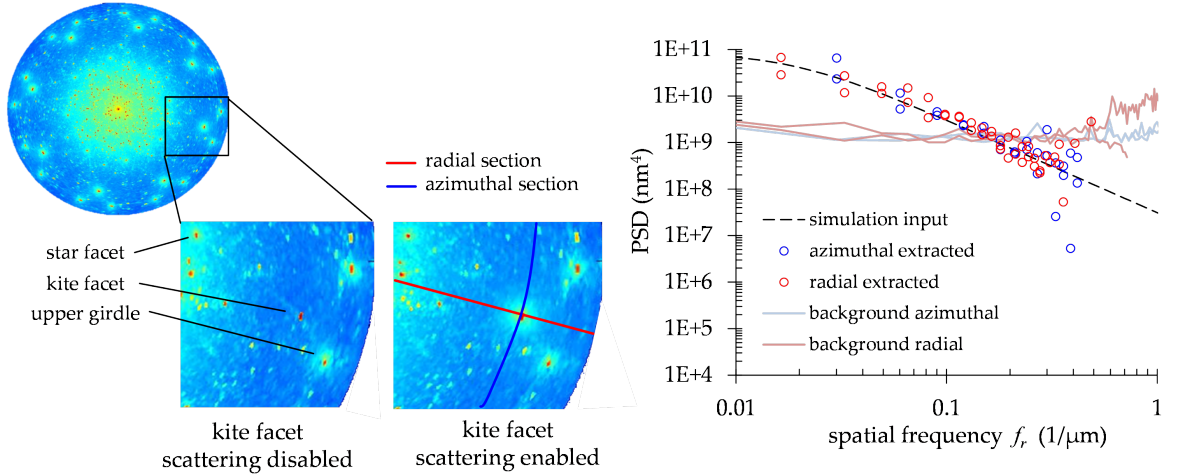 radial section
azimuthal section
star facet
kite facet
upper girdle
kite facet
scattering disabled
kite facet
scattering enabled
PSD (nm⁴)
1E+11
1E+10
1E+9
1E+8
1E+7
1E+6
1E+5
1E+4
simulation input
azimuthal extracted
radial extracted
background azimuthal
background radial
0.01
0.1
1
spatial frequency fᵣ (1/μm)